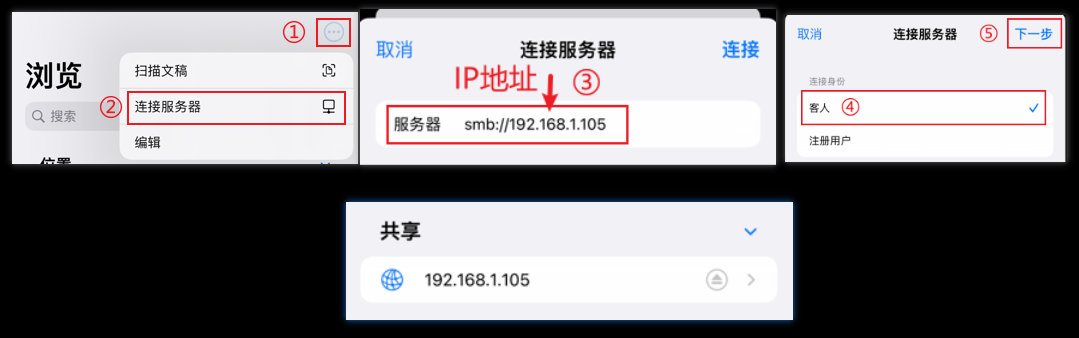 ①
浏览
搜索
位置
扫描文稿
② 连接服务器
编辑
取消 连接服务器 连接
IP地址 ③
服务器 smb://192.168.1.105
取消 连接服务器 ⑤ 下一步
连接身份
客人 ④
注册用户
共享
192.168.1.105